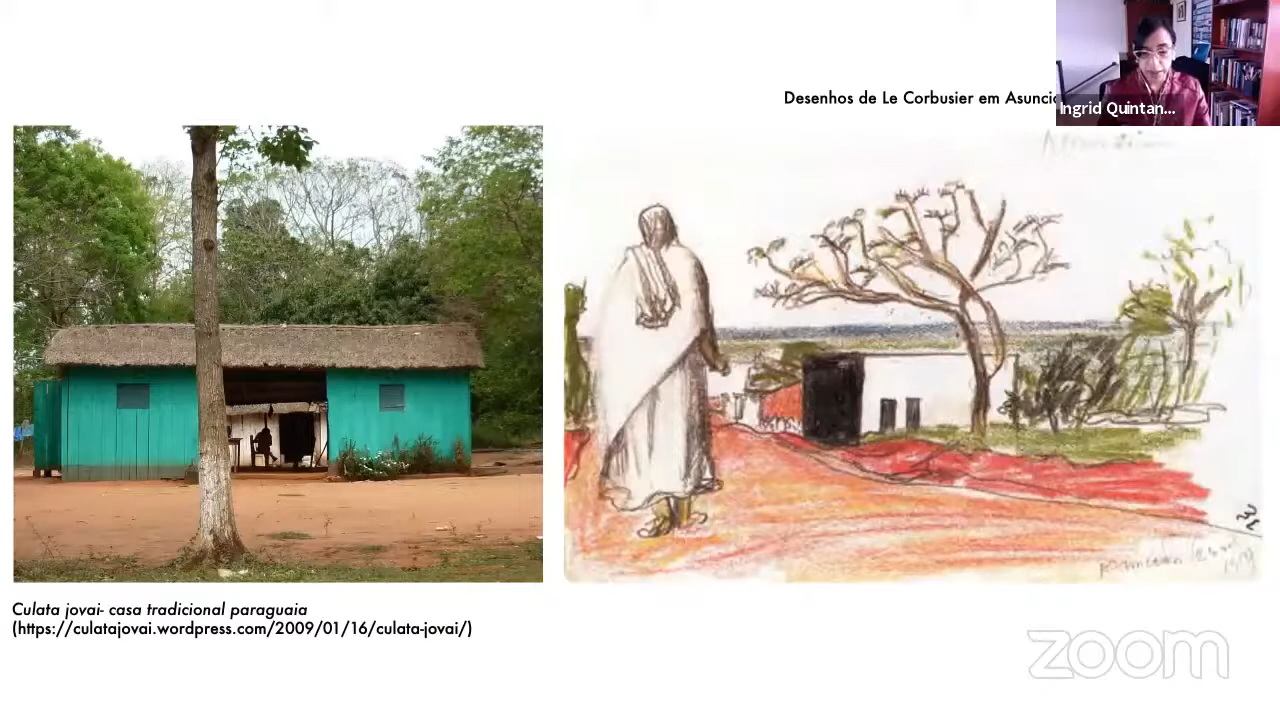 Desenhos de Le Corbusier em Asunció
Ingrid Quintan...
Culata jovai- casa tradicional paraguaia
(https://culatajovai.wordpress.com/2009/01/16/culata-jovai/)
zoom